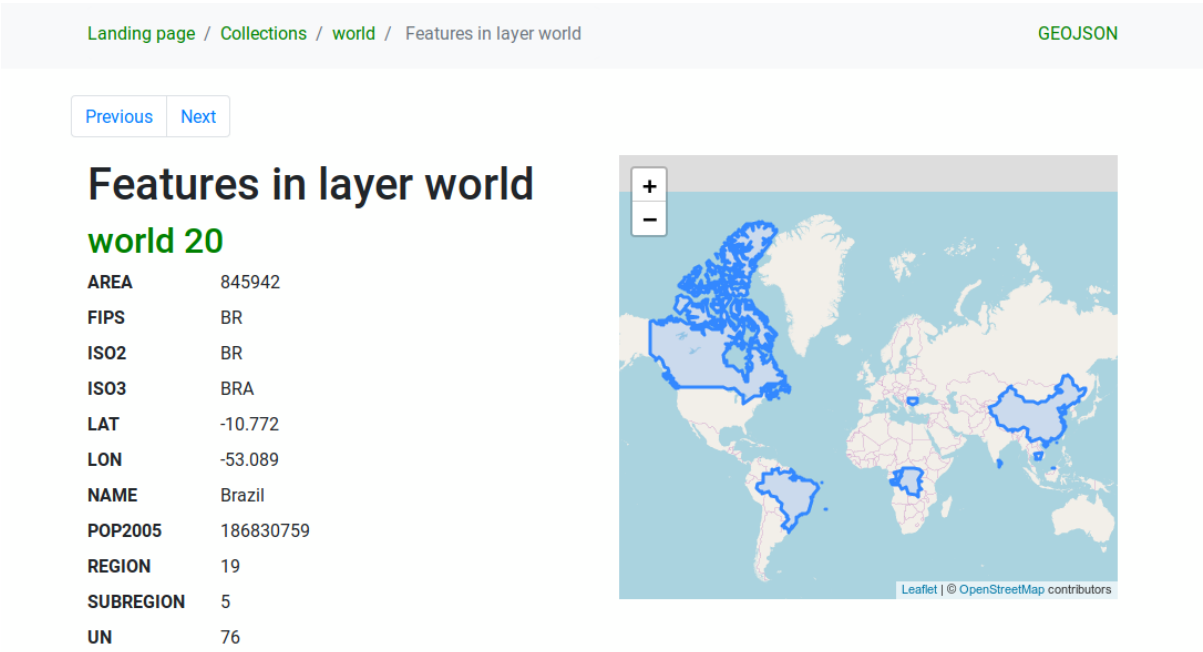 Landing page / Collections / world / Features in layer world GEOJSON
Previous Next
Features in layer world
world 20
AREA 845942
FIPS BR
ISO2 BR
ISO3 BRA
LAT -10.772
LON -53.089
NAME Brazil
POP2005 186830759
REGION 19
SUBREGION 5
UN 76
+
−
Leaflet | © OpenStreetMap contributors